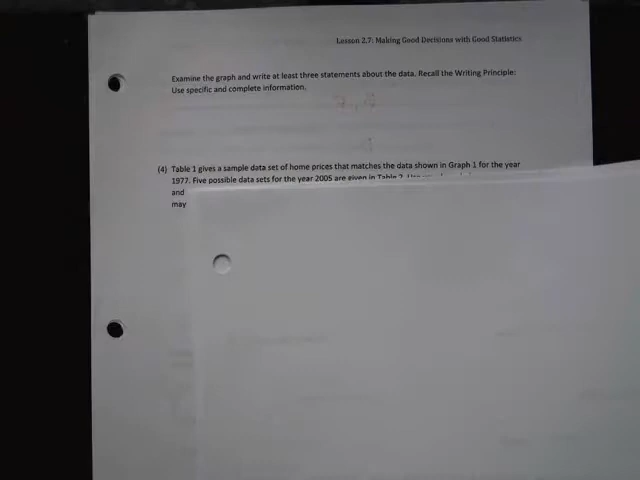 Lesson 2.7. Making Good Decisions with Good Statistics
Examine the graph and write at least three statements about the data. Recall the Writing Principle:
Use specific and complete information.
(4) Table 1 gives a sample data set of home prices that matches the data shown in Graph 1 for the year
1977. Five possible data sets for the year 2005 are given in Table 2.
and
may